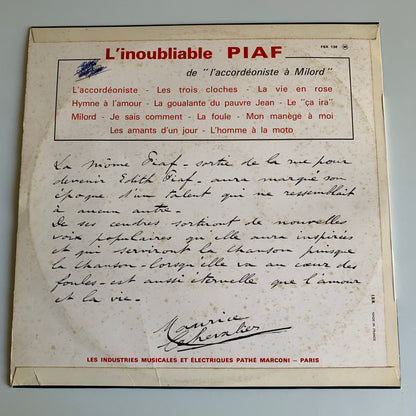 L'inoubliable PIAF
FSX 136
de "l'accordéoniste à Milord"
L'accordéoniste - Les trois cloches - La vie en rose
Hymne à l'amour - La goualante du pauvre Jean - Le "ça ira"
Milord - Je sais comment - La foule - Mon manège à moi
Les amants d'un jour - L'homme à la moto
La môme Piaf - sortie de la rue pour
devenir Edith Piaf - aura marqué son
époque d'un talent qui ne ressemblait
à aucun autre -
De ses cendres sortiront de nouvelles
voix populaires qu'elle aura inspirées
et qui serviront la chanson puisque
la chanson - lorsqu'elle va au cœur des
foules - est aussi éternelle que l'amour
et la vie -
Maurice
Chevalier
LES INDUSTRIES MUSICALES ET ÉLECTRIQUES PATHÉ MARCONI - PARIS
MADE IN FRANCE